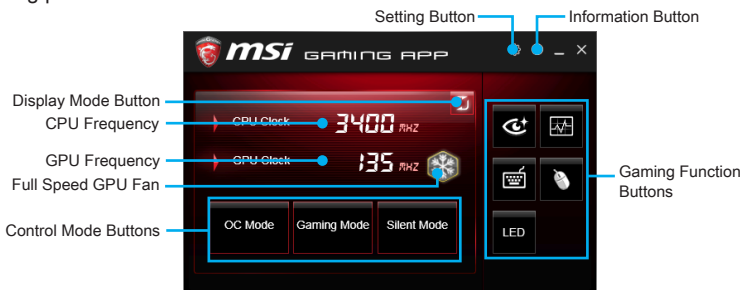 Setting Button
Information Button
msi GAMING APP
Display Mode Button
CPU Frequency
CPU Clock 3400 MHZ
GPU Frequency
GPU Clock 135 MHZ
Full Speed GPU Fan
Gaming Function
Buttons
Control Mode Buttons
OC Mode Gaming Mode Silent Mode
LED